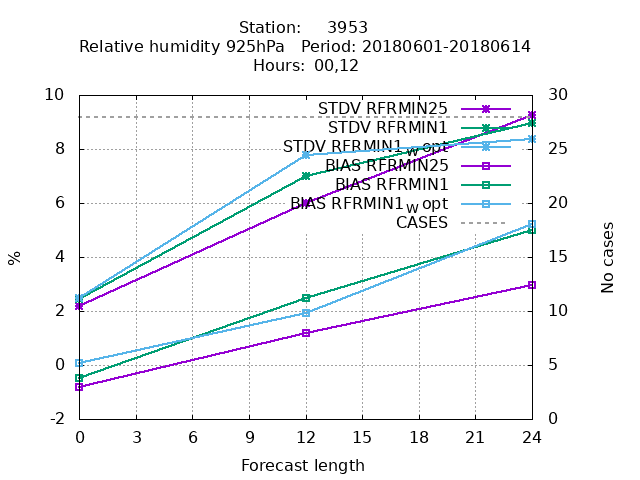 Station: 3953
Relative humidity 925hPa Period: 20180601-20180614
Hours: 00,12
10 30
STDV RFRMIN25
STDV RFRMIN1
8 STDV RFRMIN1w opt 25
BIAS RFRMIN25
BIAS RFRMIN1
6 BIAS RFRMIN1w opt 20
CASES
4 15
%
No cases
2 10
0 5
-2 0
0 3 6 9 12 15 18 21 24
Forecast length